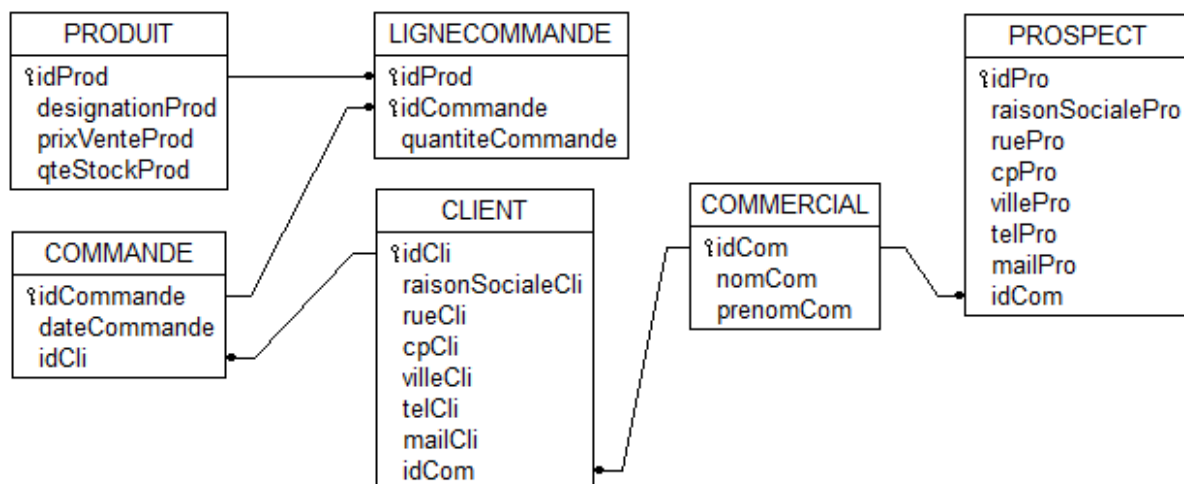 PRODUIT
idProd
designationProd
prixVenteProd
qteStockProd
LIGNECOMMANDE
idProd
idCommande
quantiteCommande
PROSPECT
idPro
raisonSocialePro
ruePro
cpPro
villePro
telPro
mailPro
idCom
COMMANDE
idCommande
dateCommande
idCli
CLIENT
idCli
raisonSocialeCli
rueCli
cpCli
villeCli
telCli
mailCli
idCom
COMMERCIAL
idCom
nomCom
prenomCom